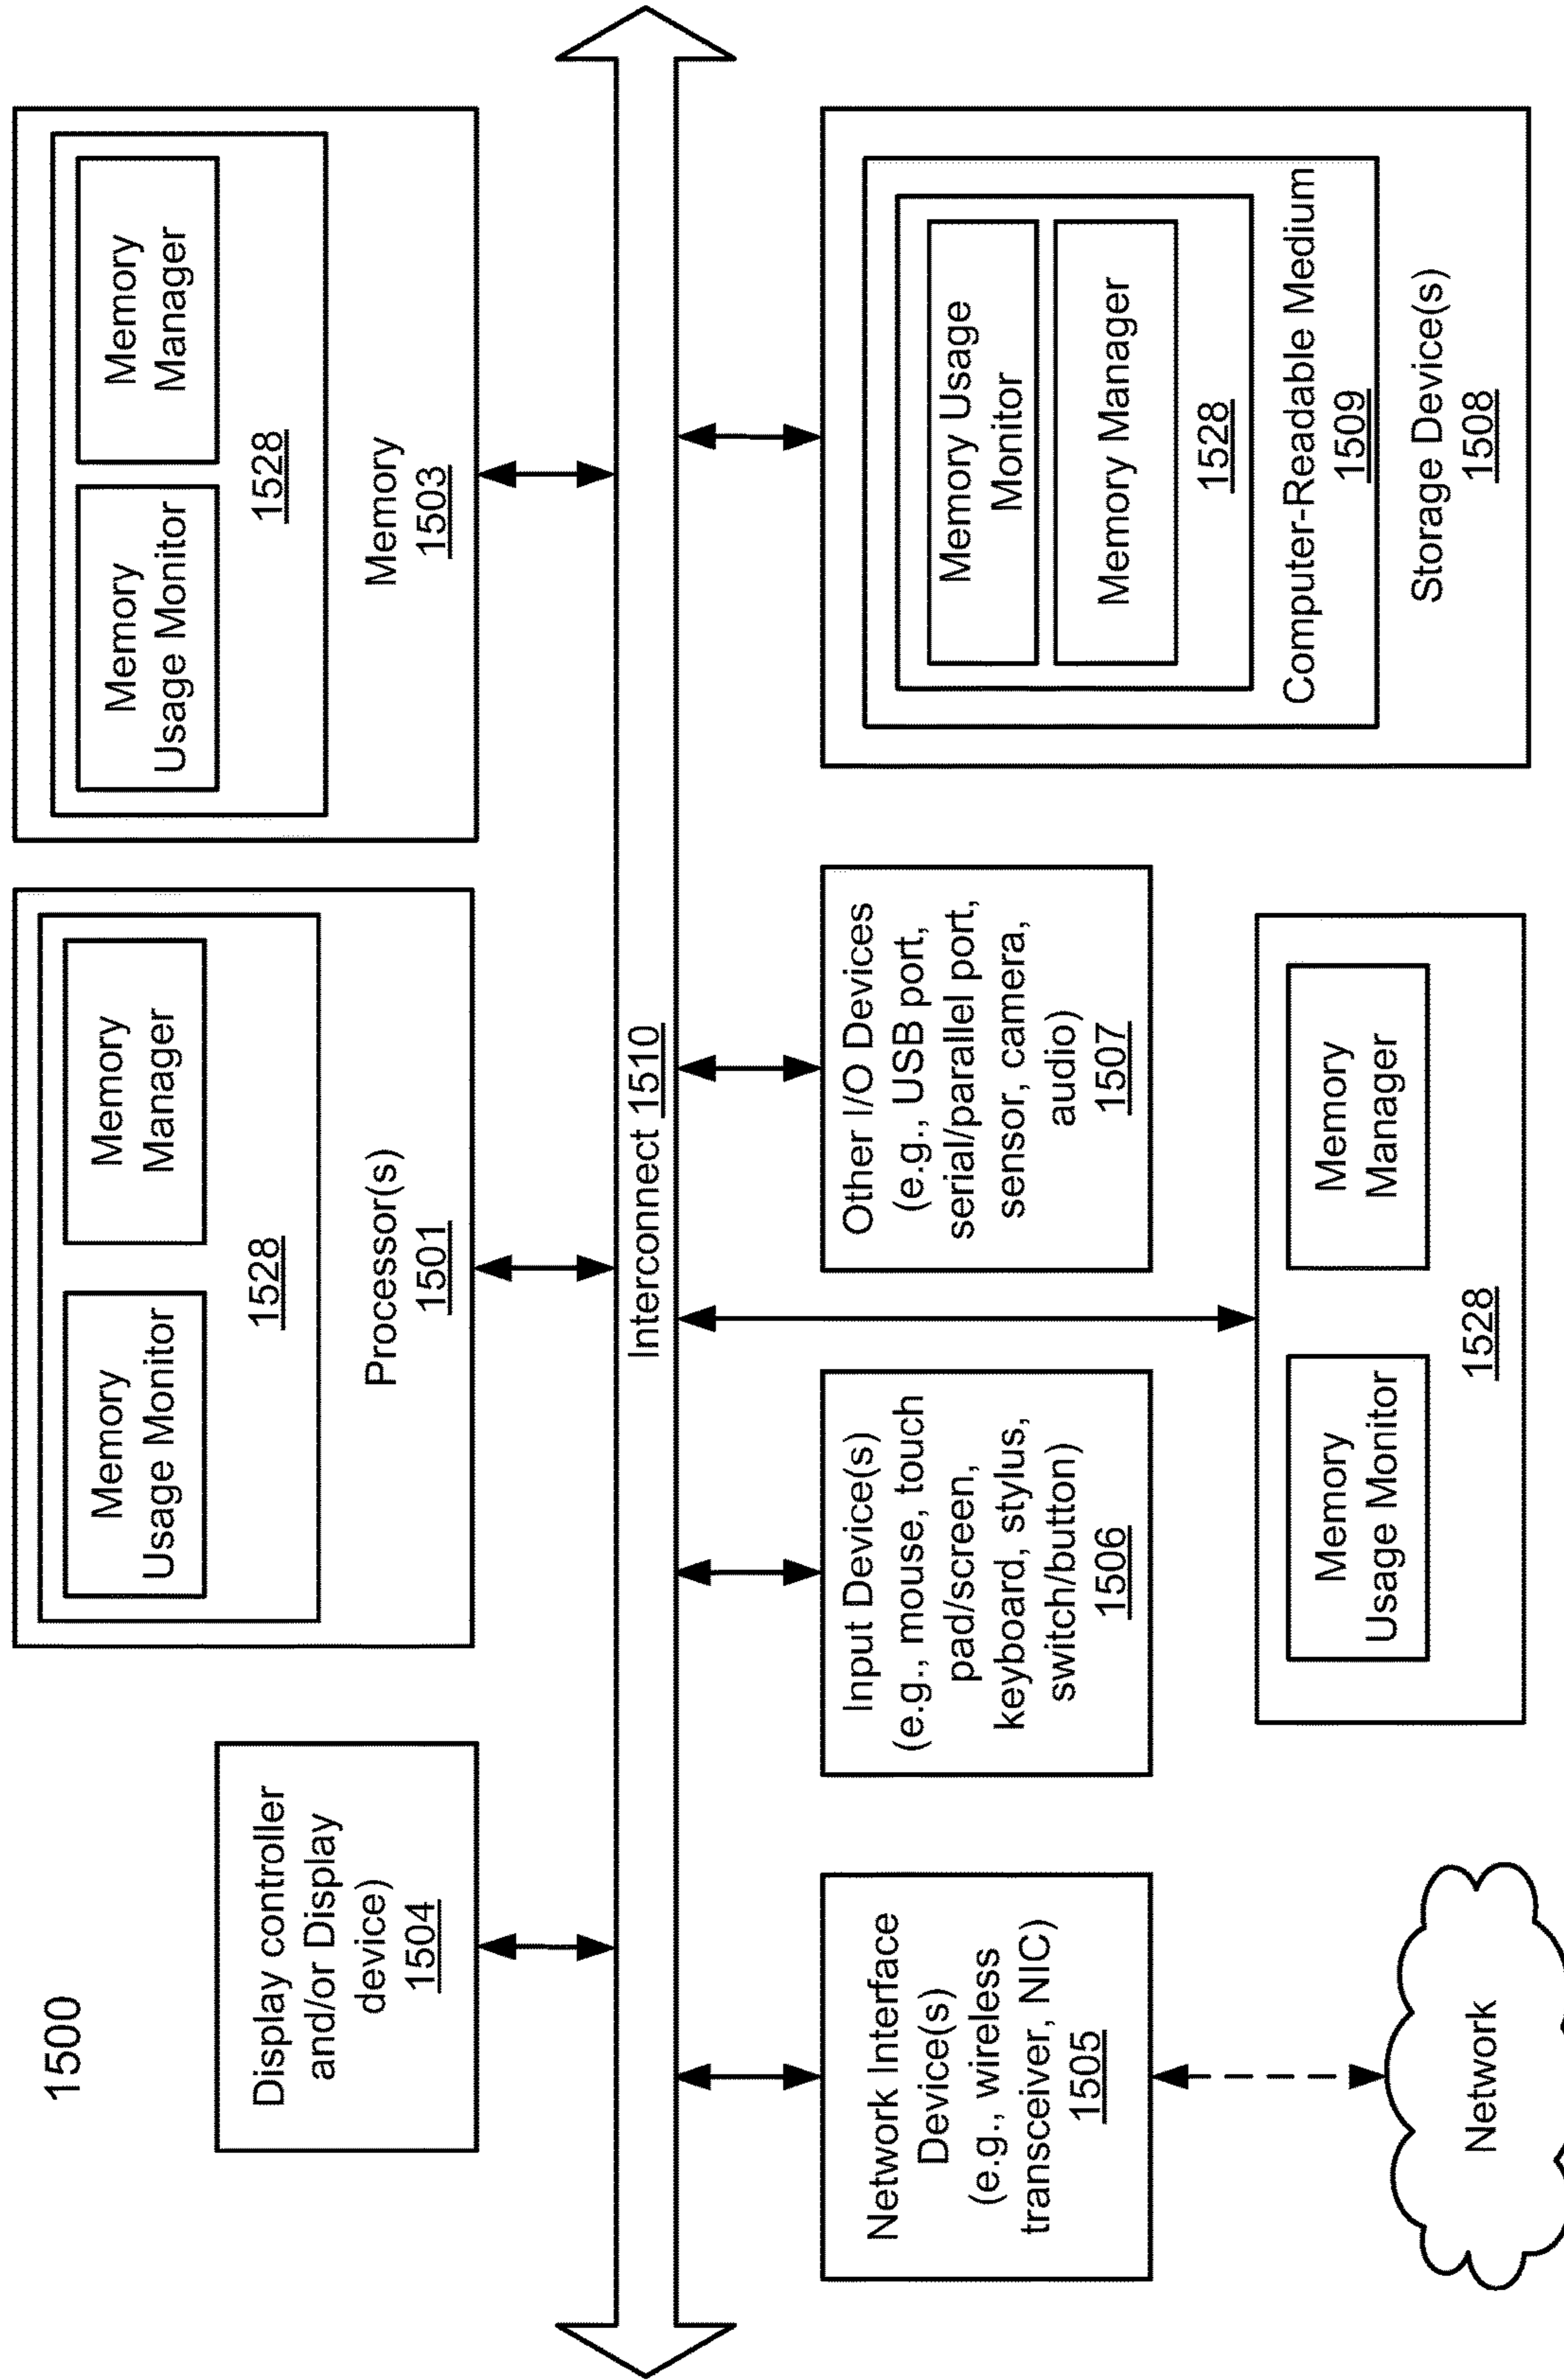 1500
Display controller
and/or Display
device)
1504
Memory
Usage Monitor
Memory
Manager
1528
Processor(s)
1501
Memory
Usage Monitor
Memory
Manager
1528
Memory
1503
Interconnect 1510
Network Interface
Device(s)
(e.g., wireless
transceiver, NIC)
1505
Input Device(s)
(e.g., mouse, touch
pad/screen,
keyboard, stylus,
switch/button)
1506
Other I/O Devices
(e.g., USB port,
serial/parallel port,
sensor, camera,
audio)
1507
Memory Usage
Monitor
Memory Manager
1528
Computer-Readable Medium
1509
Storage Device(s)
1508
Network
Memory
Usage Monitor
Memory
Manager
1528